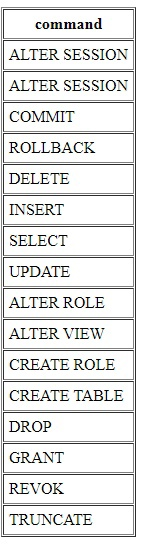 command
ALTER SESSION
ALTER SESSION
COMMIT
ROLLBACK
DELETE
INSERT
SELECT
UPDATE
ALTER ROLE
ALTER VIEW
CREATE ROLE
CREATE TABLE
DROP
GRANT
REVOK
TRUNCATE